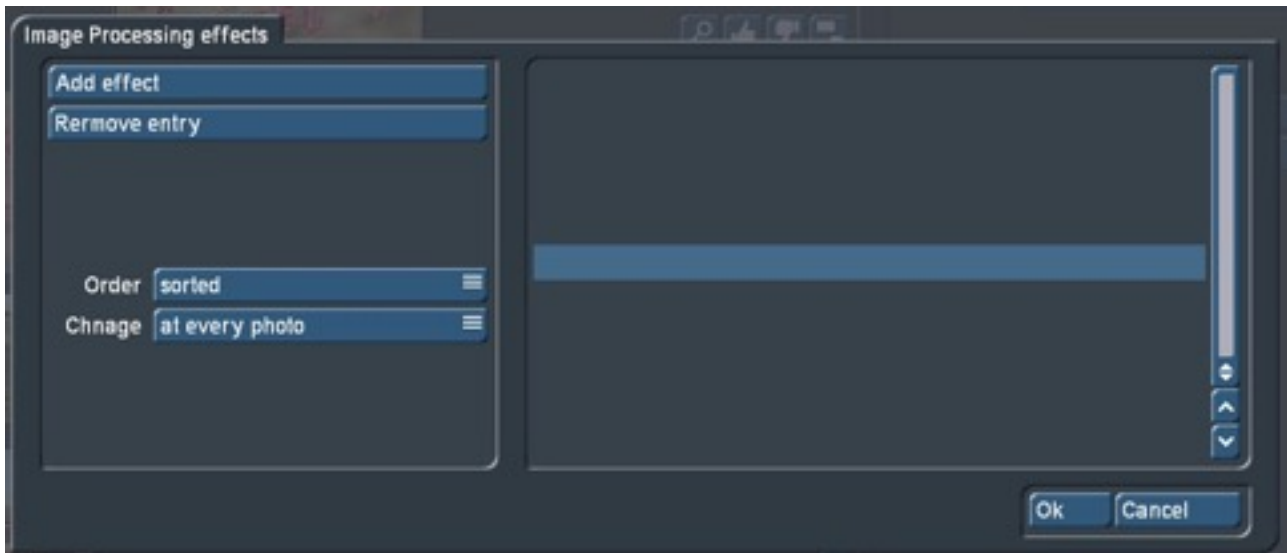 Image Processing effects
Add effect
Rermove entry
Order sorted
Chnage at every photo
Ok Cancel